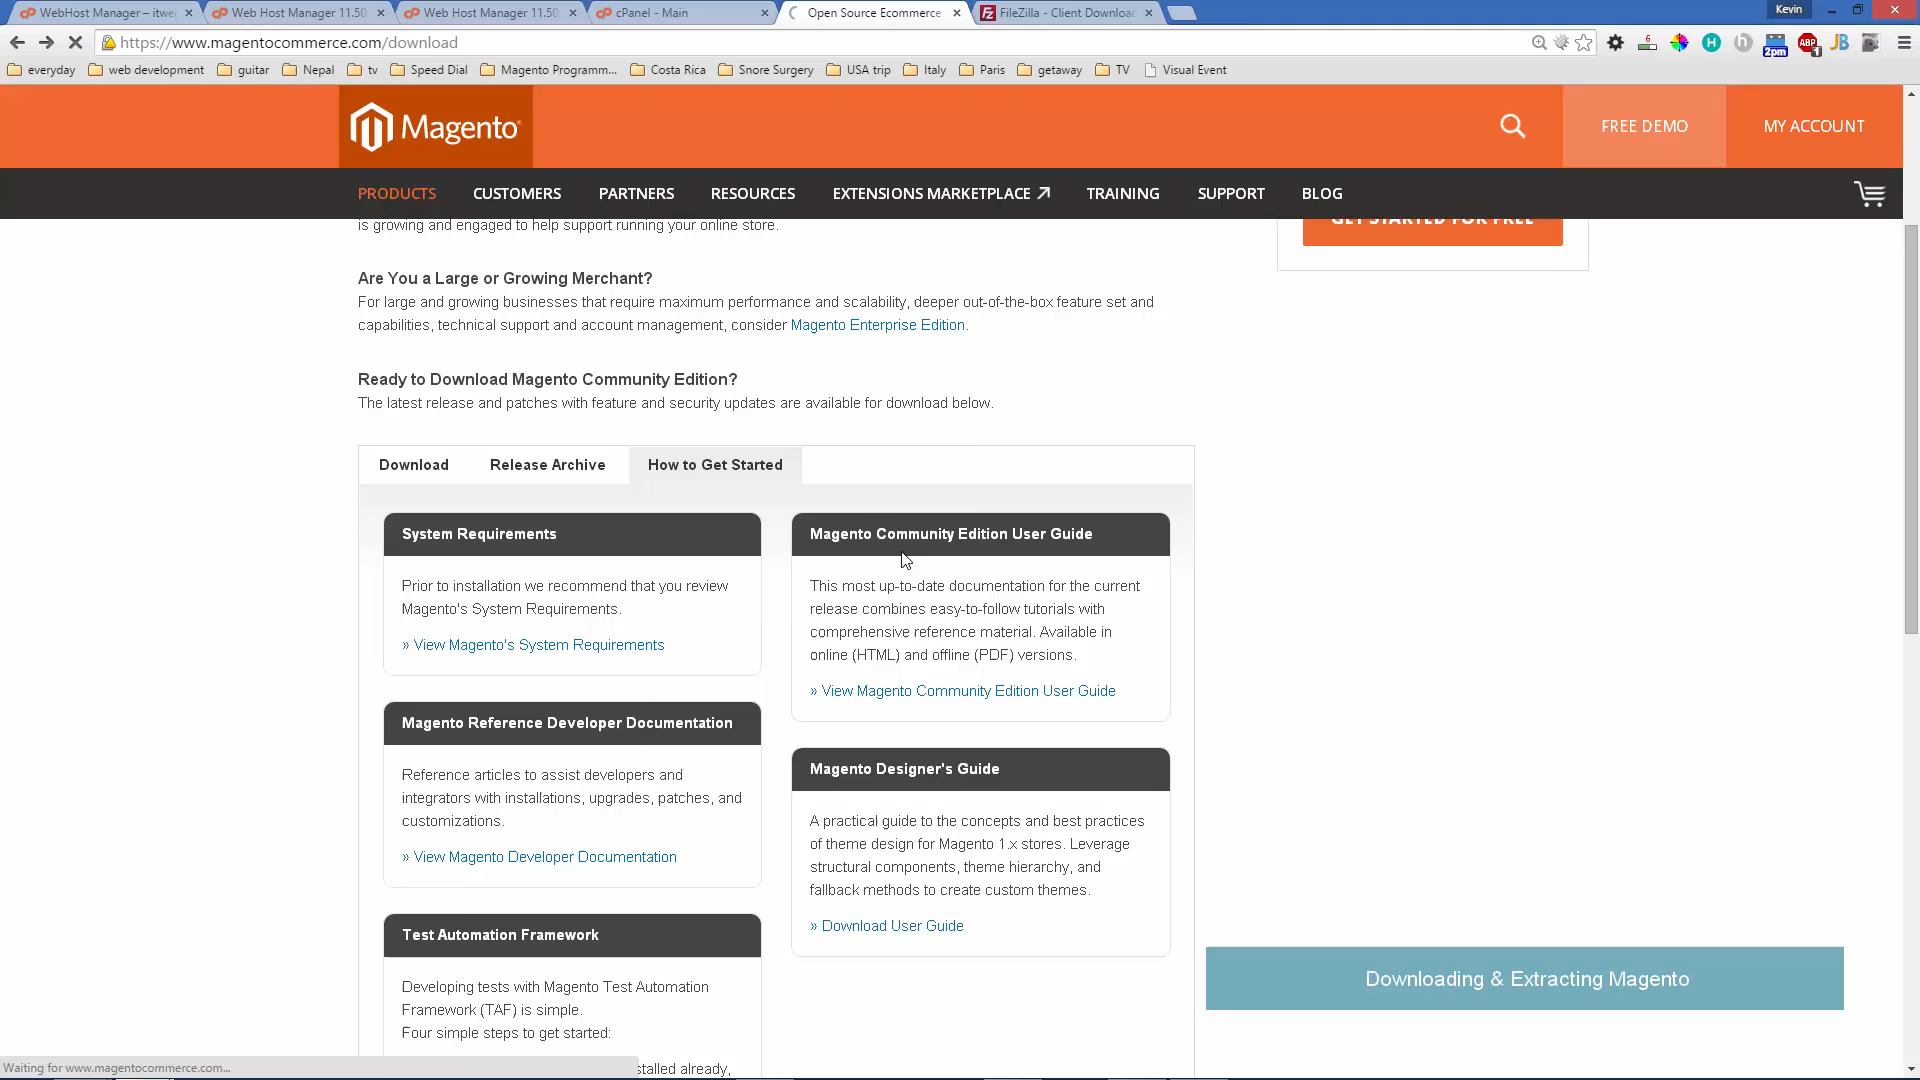 WebHost Manager – itwe
Web Host Manager 11.50
Web Host Manager 11.50
cPanel - Main
Open Source Ecommerce
FileZilla - Client Downloa
Kevin
https://www.magentocommerce.com/download
6
2pm
ABP
1
JB
everyday
web development
guitar
Nepal
tv
Speed Dial
Magento Programm...
Costa Rica
Snore Surgery
USA trip
Italy
Paris
getaway
TV
Visual Event
Magento
FREE DEMO
MY ACCOUNT
PRODUCTS
CUSTOMERS
PARTNERS
RESOURCES
EXTENSIONS MARKETPLACE
TRAINING
SUPPORT
BLOG
is growing and engaged to help support running your online store.
GET STARTED FOR FREE
Are You a Large or Growing Merchant?
For large and growing businesses that require maximum performance and scalability, deeper out-of-the-box feature set and
capabilities, technical support and account management, consider Magento Enterprise Edition.
Ready to Download Magento Community Edition?
The latest release and patches with feature and security updates are available for download below.
Download
Release Archive
How to Get Started
System Requirements
Prior to installation we recommend that you review
Magento's System Requirements.
» View Magento's System Requirements
Magento Community Edition User Guide
This most up-to-date documentation for the current
release combines easy-to-follow tutorials with
comprehensive reference material. Available in
online (HTML) and offline (PDF) versions.
» View Magento Community Edition User Guide
Magento Reference Developer Documentation
Reference articles to assist developers and
integrators with installations, upgrades, patches, and
customizations.
» View Magento Developer Documentation
Magento Designer's Guide
A practical guide to the concepts and best practices
of theme design for Magento 1.x stores. Leverage
structural components, theme hierarchy, and
fallback methods to create custom themes.
» Download User Guide
Test Automation Framework
Developing tests with Magento Test Automation
Framework (TAF) is simple.
Four simple steps to get started:
stalled already,
Downloading & Extracting Magento
Waiting for www.magentocommerce.com...